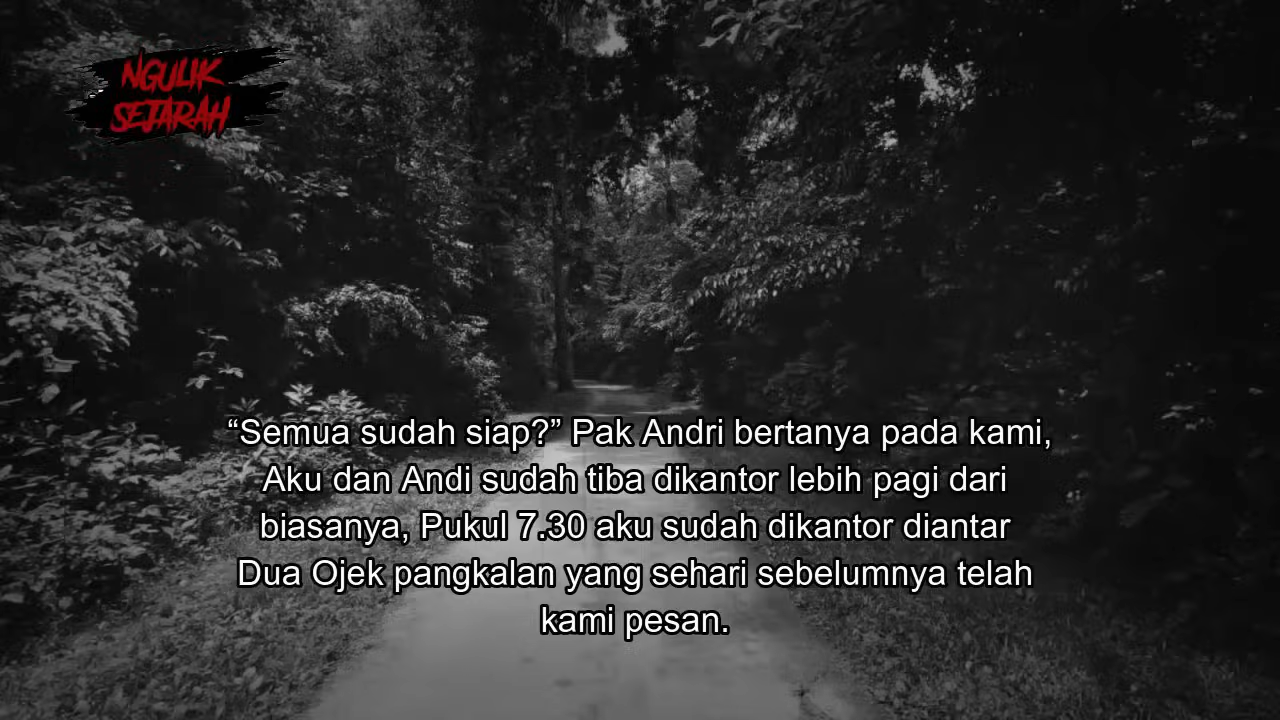 NGULIK
SEJARAH
“Semua sudah siap?” Pak Andri bertanya pada kami,
Aku dan Andi sudah tiba dikantor lebih pagi dari
biasanya, Pukul 7.30 aku sudah dikantor diantar
Dua Ojek pangkalan yang sehari sebelumnya telah
kami pesan.